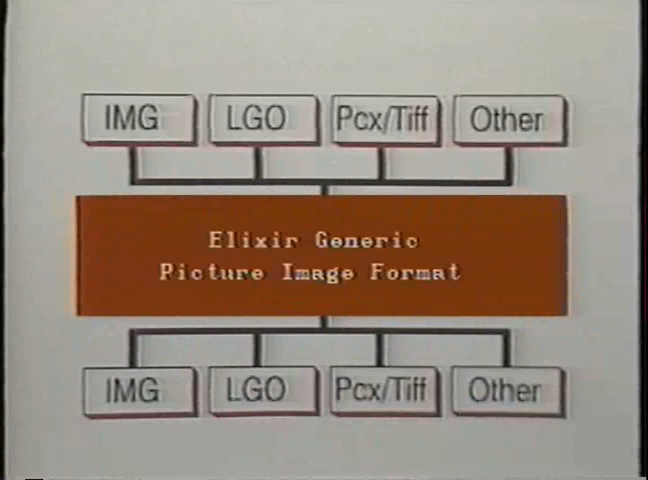 IMG LGO Pcx/Tiff Other
Elixir Generic
Picture Image Format
IMG LGO Pcx/Tiff Other